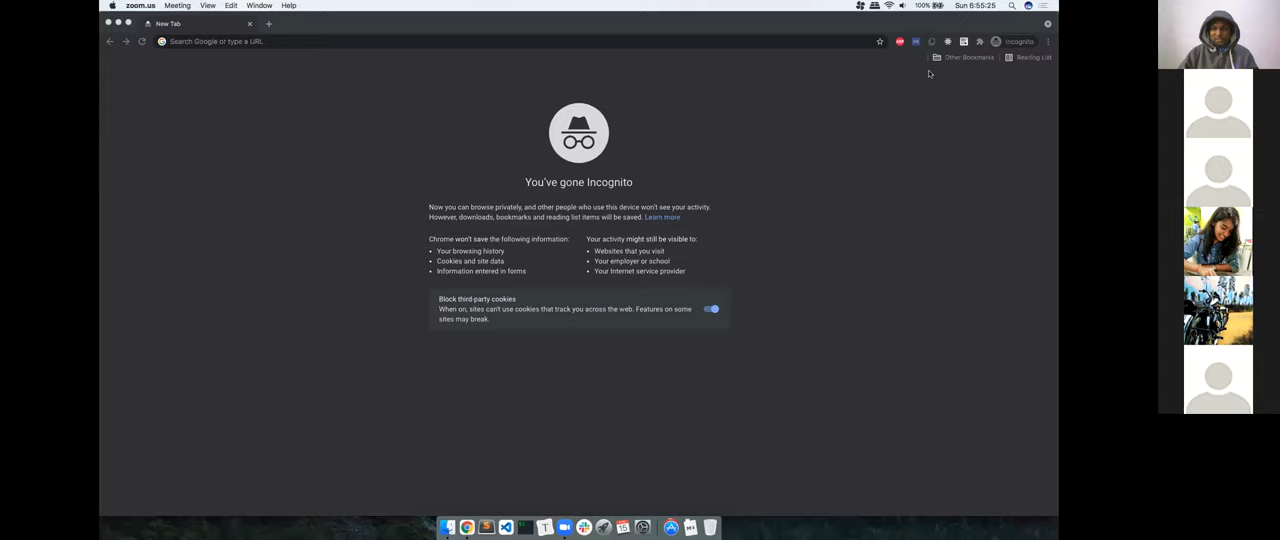 zoom.us Meeting View Edit Window Help 100% Sun 6:55:25
New Tab
Search Google or type a URL
ABP
Incognito
Other Bookmarks Reading List
You've gone Incognito
Now you can browse privately, and other people who use this device won't see your activity.
However, downloads, bookmarks and reading list items will be saved. Learn more
Chrome won't save the following information:
• Your browsing history
• Cookies and site data
• Information entered in forms
Your activity might still be visible to:
• Websites that you visit
• Your employer or school
• Your Internet service provider
Block third-party cookies
When on, sites can't use cookies that track you across the web. Features on some
sites may break.
15